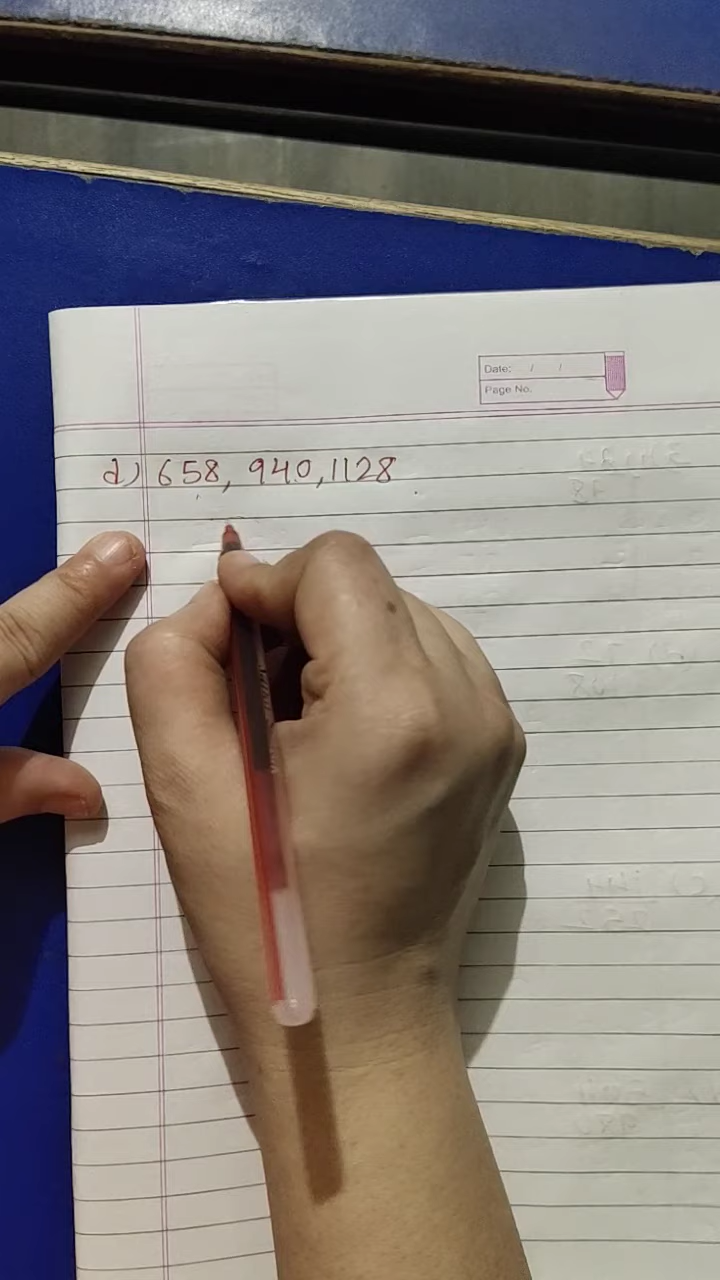 Date: / /
Page No.
d) 658, 940, 1128